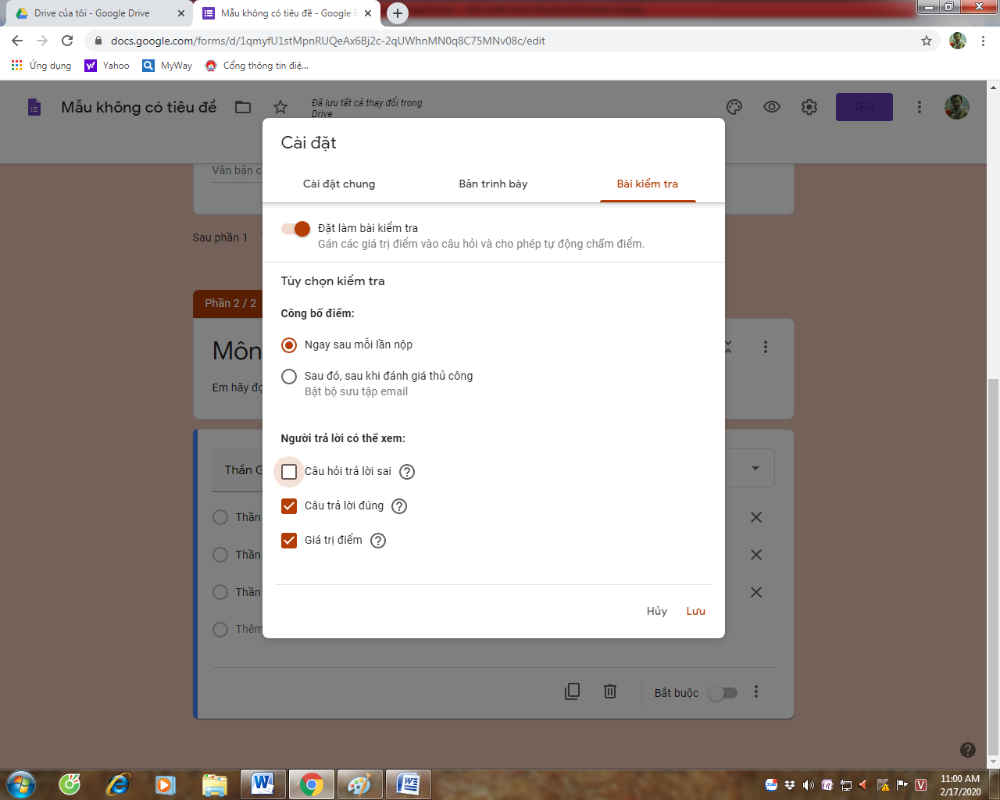 Drive của tôi - Google Drive
Mẫu không có tiêu đề - Google
docs.google.com/forms/d/1qmyfU1stMpnRUQeAx6Bj2c-2qUWhnMN0q8C75MNv08c/edit
Ứng dụng Yahoo MyWay Cổng thông tin điệ...
Mẫu không có tiêu đề
Đã lưu tất cả thay đổi trong
Drive
Gửi
Cài đặt
Văn bản c
Cài đặt chung Bản trình bày Bài kiểm tra
Sau phần 1
Đặt làm bài kiểm tra
Gán các giá trị điểm vào câu hỏi và cho phép tự động chấm điểm.
Tùy chọn kiểm tra
Phần 2 / 2
Công bố điểm:
Môn
Ngay sau mỗi lần nộp
Sau đó, sau khi đánh giá thủ công
Em hãy đọ
Bật bộ sưu tập email
Người trả lời có thể xem:
Thần G
Câu hỏi trả lời sai
Câu trả lời đúng
Thần
Giá trị điểm
Thần
Thần
Hủy Lưu
Thêm
Bắt buộc
11:00 AM
2/17/2020